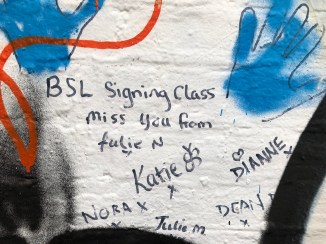 BSL Signing Class
miss you from
Julie N
Katie
x
DIANNE x
NORA x
x
Julie M